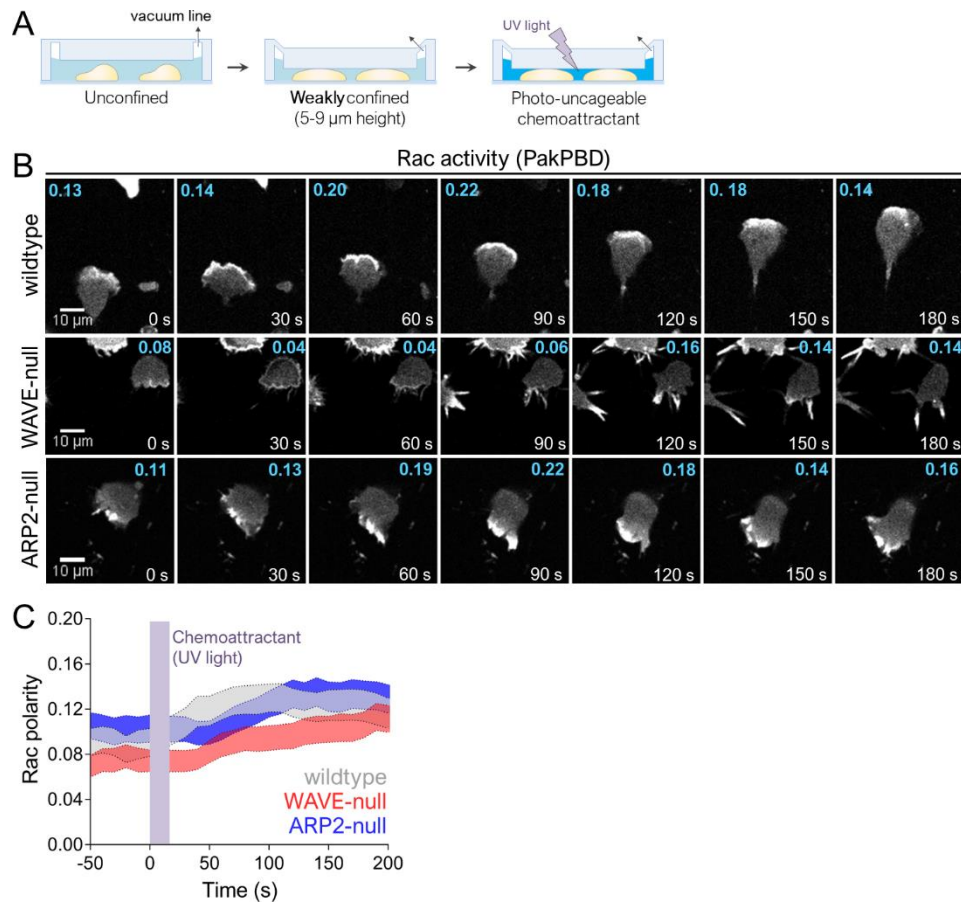 A
vacuum line
UV light
Unconfined
Weakly confined
(5-9 µm height)
Photo-uncageable
chemoattractant
B
Rac activity (PakPBD)
wildtype
0.13
0.14
0.20
0.22
0.18
0. 18
0.14
10 µm
0 s
30 s
60 s
90 s
120 s
150 s
180 s
WAVE-null
0.08
0.04
0.04
0.06
0.16
0.14
0.14
10 µm
0 s
30 s
60 s
90 s
120 s
150 s
180 s
ARP2-null
0.11
0.13
0.19
0.22
0.18
0.14
0.16
10 µm
0 s
30 s
60 s
90 s
120 s
150 s
180 s
C
Rac polarity
0.20
0.16
0.12
0.08
0.04
0.00
Chemoattractant
(UV light)
wildtype
WAVE-null
ARP2-null
-50
0
50
100
150
200
Time (s)